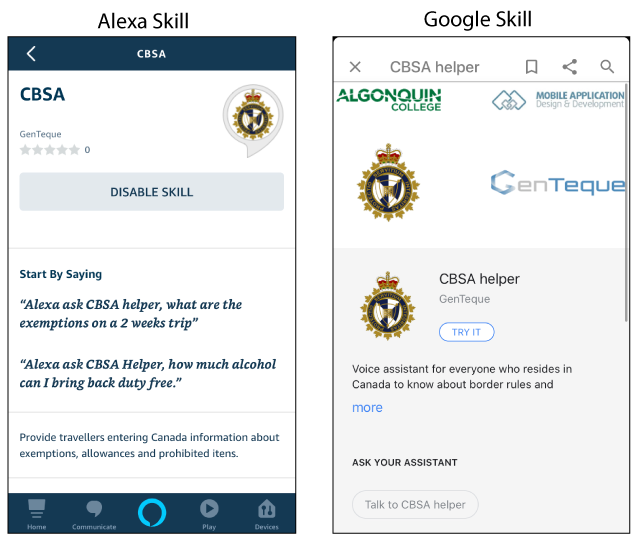 Alexa Skill
CBSA
CBSA
GenTeque
0
DISABLE SKILL
Start By Saying
“Alexa ask CBSA helper, what are the
exemptions on a 2 weeks trip”
“Alexa ask CBSA Helper, how much alcohol
can I bring back duty free.”
Provide travellers entering Canada information about
exemptions, allowances and prohibited itens.
Home
Communicate
Play
Devices
Google Skill
CBSA helper
ALGONQUIN
COLLEGE
MOBILE APPLICATION
Design & Development
GenTeque
CBSA helper
GenTeque
TRY IT
Voice assistant for everyone who resides in
Canada to know about border rules and
more
ASK YOUR ASSISTANT
Talk to CBSA helper